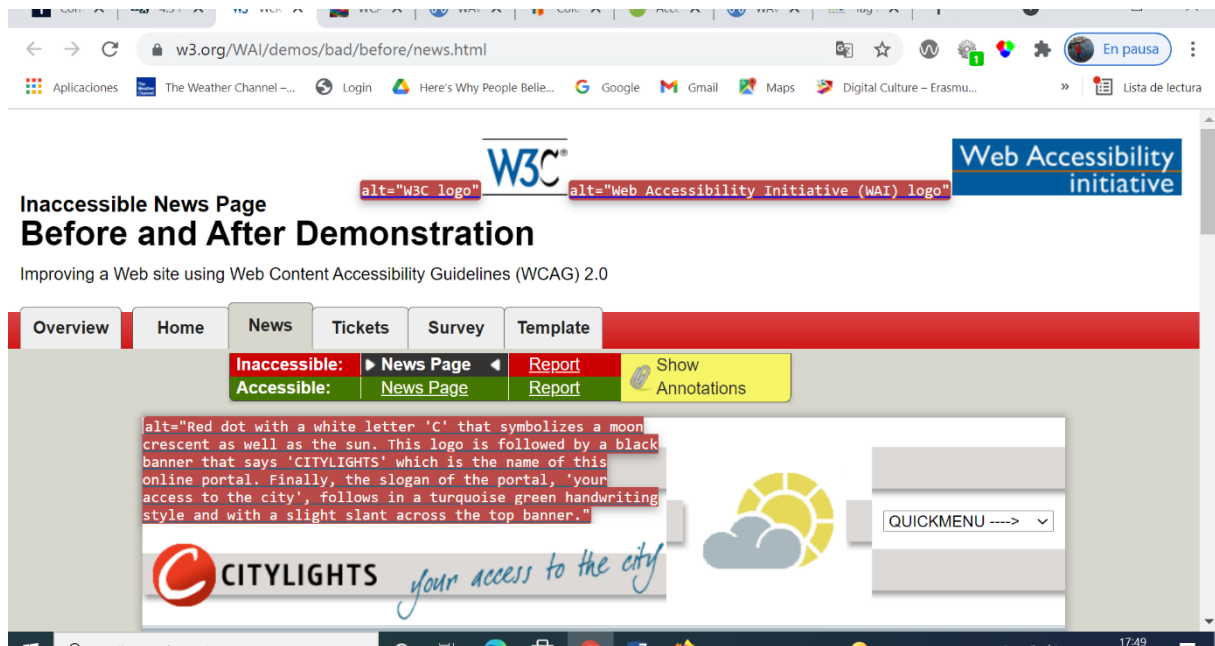 w3.org/WAI/demos/bad/before/news.html
En pausa
Aplicaciones The Weather Channel –... Login Here's Why People Belie... Google Gmail Maps Digital Culture – Erasmu... » Lista de lectura
W3C®
Web Accessibility
initiative
alt="W3C logo" alt="Web Accessibility Initiative (WAI) logo"
Inaccessible News Page
Before and After Demonstration
Improving a Web site using Web Content Accessibility Guidelines (WCAG) 2.0
Overview Home News Tickets Survey Template
Inaccessible: News Page Report Show
Accessible: News Page Report Annotations
alt="Red dot with a white letter 'C' that symbolizes a moon
crescent as well as the sun. This logo is followed by a black
banner that says 'CITYLIGHTS' which is the name of this
online portal. Finally, the slogan of the portal, 'your
access to the city', follows in a turquoise green handwriting
style and with a slight slant across the top banner."
QUICKMENU ---->
CITYLIGHTS your access to the city
17:49